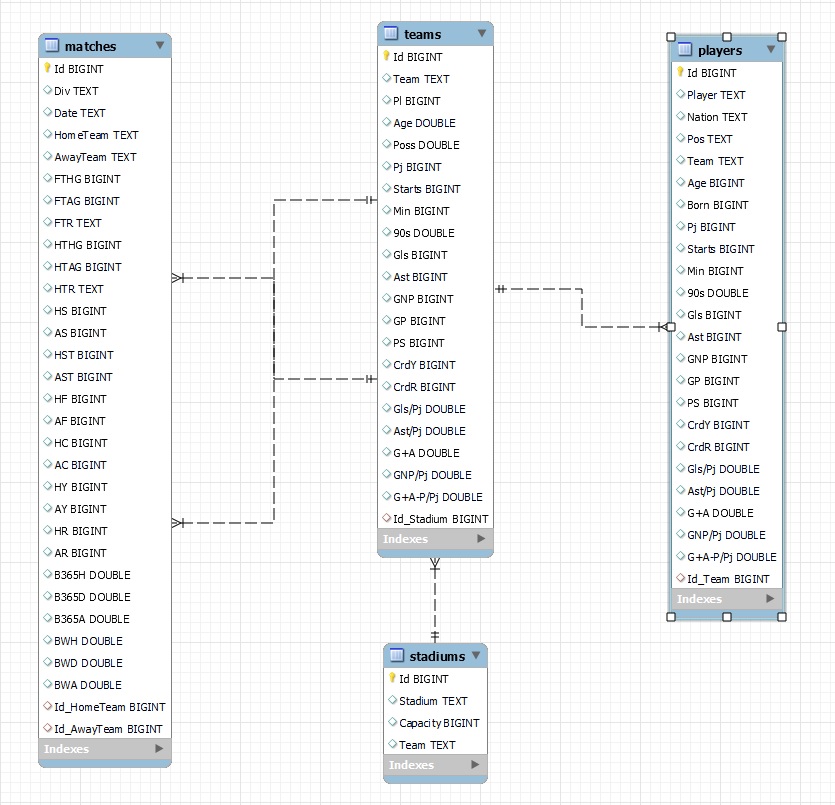 matches
Id BIGINT
Div TEXT
Date TEXT
HomeTeam TEXT
AwayTeam TEXT
FTHG BIGINT
FTAG BIGINT
FTR TEXT
HTHG BIGINT
HTAG BIGINT
HTR TEXT
HS BIGINT
AS BIGINT
HST BIGINT
AST BIGINT
HF BIGINT
AF BIGINT
HC BIGINT
AC BIGINT
HY BIGINT
AY BIGINT
HR BIGINT
AR BIGINT
B365H DOUBLE
B365D DOUBLE
B365A DOUBLE
BWH DOUBLE
BWD DOUBLE
BWA DOUBLE
Id_HomeTeam BIGINT
Id_AwayTeam BIGINT
Indexes
teams
Id BIGINT
Team TEXT
Pl BIGINT
Age DOUBLE
Poss DOUBLE
Pj BIGINT
Starts BIGINT
Min BIGINT
90s DOUBLE
Gls BIGINT
Ast BIGINT
GNP BIGINT
GP BIGINT
PS BIGINT
CrdY BIGINT
CrdR BIGINT
Gls/Pj DOUBLE
Ast/Pj DOUBLE
G+A DOUBLE
GNP/Pj DOUBLE
G+A-P/Pj DOUBLE
Id_Stadium BIGINT
Indexes
stadiums
Id BIGINT
Stadium TEXT
Capacity BIGINT
Team TEXT
Indexes
players
Id BIGINT
Player TEXT
Nation TEXT
Pos TEXT
Team TEXT
Age BIGINT
Born BIGINT
Pj BIGINT
Starts BIGINT
Min BIGINT
90s DOUBLE
Gls BIGINT
Ast BIGINT
GNP BIGINT
GP BIGINT
PS BIGINT
CrdY BIGINT
CrdR BIGINT
Gls/Pj DOUBLE
Ast/Pj DOUBLE
G+A DOUBLE
GNP/Pj DOUBLE
G+A-P/Pj DOUBLE
Id_Team BIGINT
Indexes